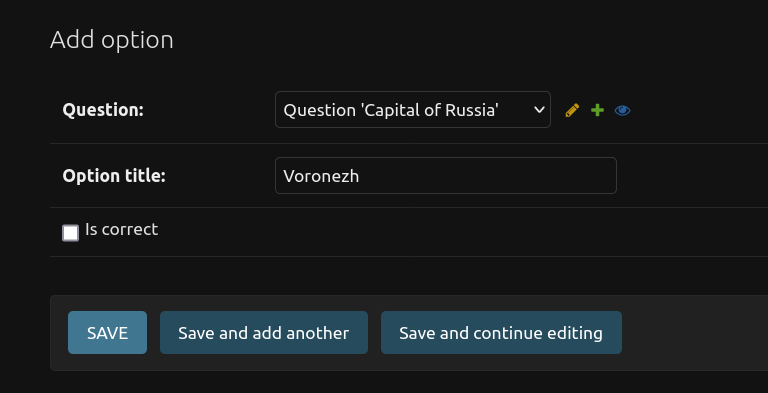 Add option
Question: Question 'Capital of Russia'
Option title: Voronezh
Is correct
SAVE Save and add another Save and continue editing